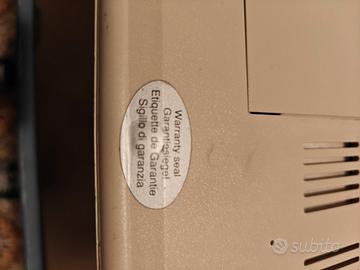 Warranty seal
Garantiesiegel
Etiquette de Garantie
Sigillo di garanzia
subito